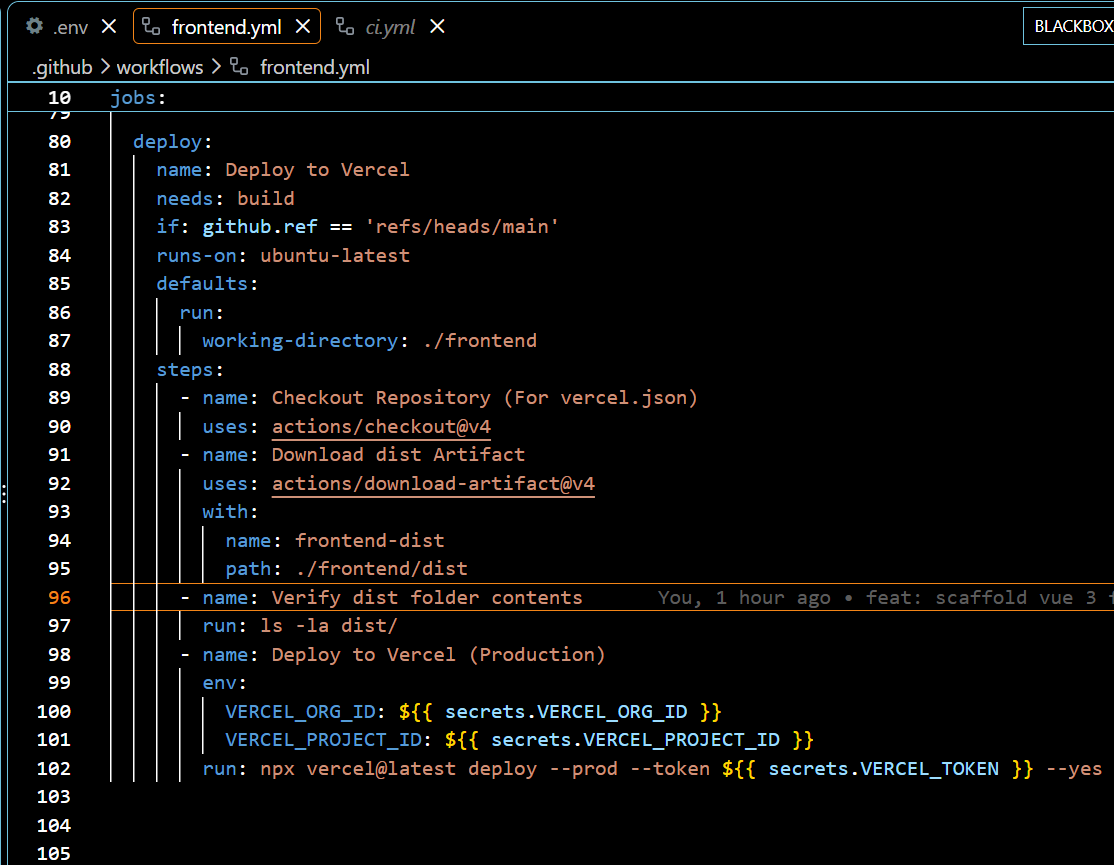 .env frontend.yml ci.yml BLACKBOX
.github > workflows > frontend.yml
10 jobs:
79
80 deploy:
81 name: Deploy to Vercel
82 needs: build
83 if: github.ref == 'refs/heads/main'
84 runs-on: ubuntu-latest
85 defaults:
86 run:
87 working-directory: ./frontend
88 steps:
89 - name: Checkout Repository (For vercel.json)
90 uses: actions/checkout@v4
91 - name: Download dist Artifact
92 uses: actions/download-artifact@v4
93 with:
94 name: frontend-dist
95 path: ./frontend/dist
96 - name: Verify dist folder contents You, 1 hour ago • feat: scaffold vue 3
97 run: ls -la dist/
98 - name: Deploy to Vercel (Production)
99 env:
100 VERCEL_ORG_ID: ${{ secrets.VERCEL_ORG_ID }}
101 VERCEL_PROJECT_ID: ${{ secrets.VERCEL_PROJECT_ID }}
102 run: npx vercel@latest deploy --prod --token ${{ secrets.VERCEL_TOKEN }} --yes
103
104
105